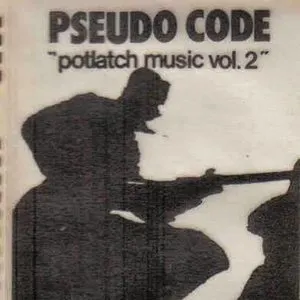 PSEUDO CODE
"potlatch music vol. 2"